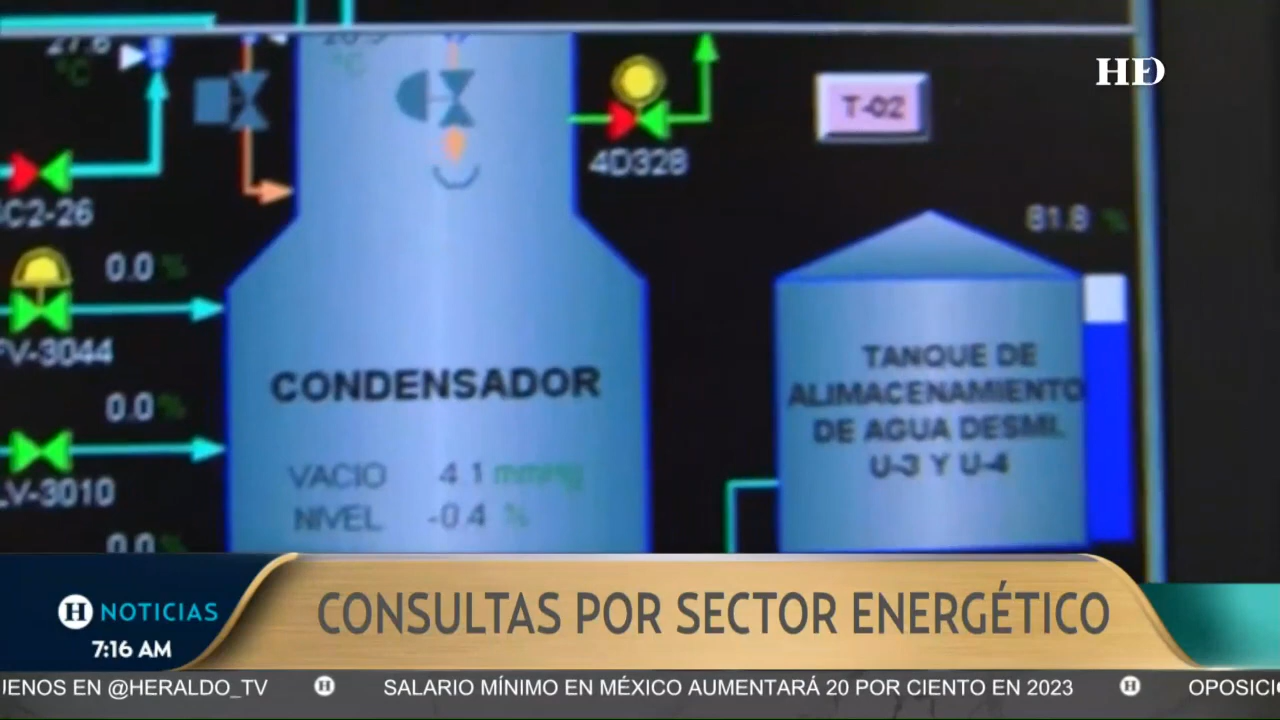 27.6
°C
HD
T-02
4D328
C2-26
81.8 %
0.0 %
FV-3044
CONDENSADOR
TANQUE DE
ALIMACENAMIENTO
DE AGUA DESMI.
U-3 Y U-4
0.0 %
VACIO 4.1 mmHg
LV-3010
NIVEL -0.4 %
0.0
H NOTICIAS
7:16 AM
CONSULTAS POR SECTOR ENERGÉTICO
IENOS EN @HERALDO_TV
H
SALARIO MÍNIMO EN MÉXICO AUMENTARÁ 20 POR CIENTO EN 2023
H
OPOSICI